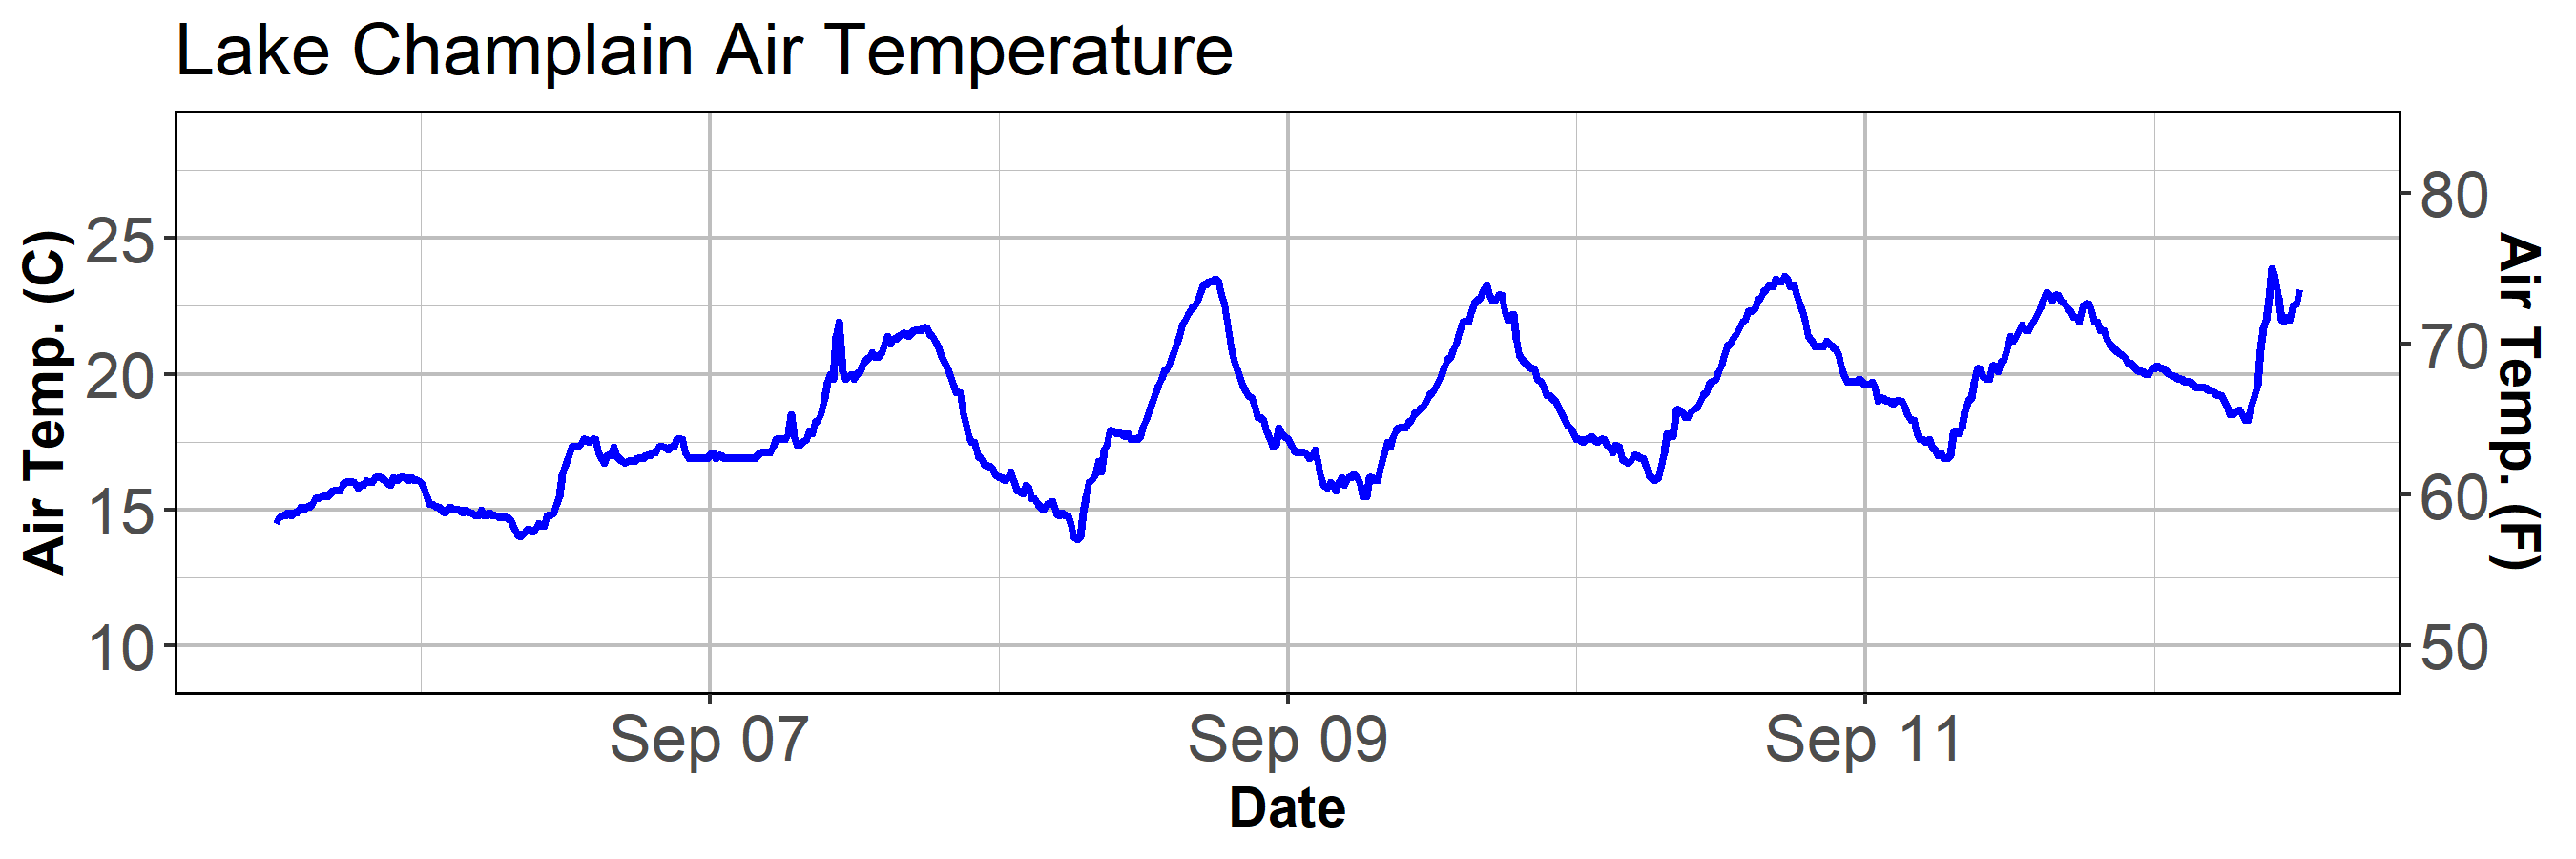 Lake Champlain Air Temperature
Air Temp. (C)
25
20
15
10
80
70
60
50
Air Temp. (F)
Sep 07
Sep 09
Sep 11
Date